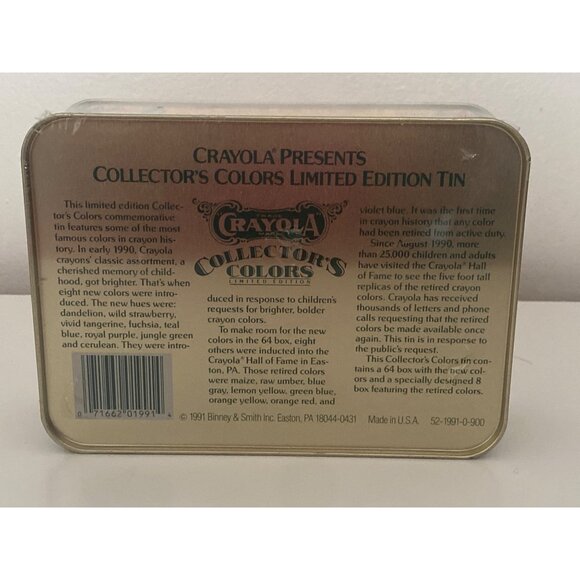 CRAYOLA® PRESENTS
COLLECTOR'S COLORS LIMITED EDITION TIN
This limited edition Collec-
tor's Colors commemorative
tin features some of the most
famous colors in crayon his-
tory. In early 1990, Crayola
crayons' classic assortment, a
cherished memory of child-
hood, got brighter. That's when
eight new colors were intro-
duced. The new hues were:
dandelion, wild strawberry,
vivid tangerine, fuchsia, teal
blue, royal purple, jungle green
and cerulean. They were intro-
CRAYOLA
COLLECTOR'S
COLORS
LIMITED EDITION
duced in response to children's
requests for brighter, bolder
crayon colors.
To make room for the new
colors in the 64 box, eight
others were inducted into the
Crayola® Hall of Fame in Easton, PA. Those retired colors
were maize, raw umber, blue
gray, lemon yellow, green blue,
orange yellow, orange red, and
violet blue. It was the first time
in crayon history that any color
had been retired from active duty.
Since August 1990, more
than 25,000 children and adults
have visited the Crayola® Hall
of Fame to see the five foot tall
replicas of the retired crayon
colors. Crayola has received
thousands of letters and phone
calls requesting that the retired
colors be made available once
again. This tin is in response to
the public's request.
This Collector's Colors tin con-
tains a 64 box with the new col-
ors and a specially designed 8
box featuring the retired colors.
0 71662 01991 4
© 1991 Binney & Smith Inc. Easton, PA 18044-0431 Made in U.S.A. 52-1991-0-900